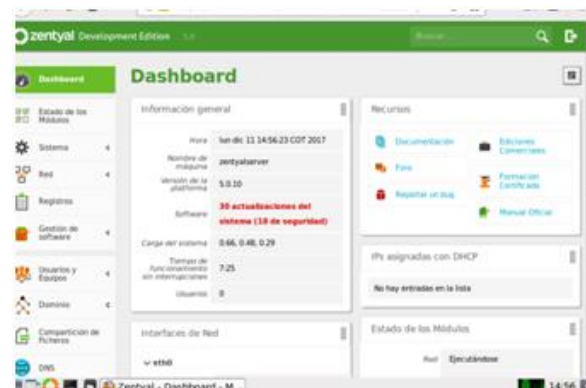 zentyal Development Edition 5.0
Buscar...
Dashboard
Estado de los
Módulos
Sistema
Red
Registros
Gestión de
software
Usuarios y
Equipos
Dominio
Compartición de
Ficheros
DNS
Dashboard
Información general
Hora lun dic 11 14:56:23 COT 2017
Nombre de
máquina zentyalserver
Versión de la
plataforma 5.0.10
Software 30 actualizaciones del
sistema (18 de seguridad)
Carga del sistema 0.66, 0.48, 0.29
Tiempo de
funcionamiento
sin interrupciones 7:25
Usuarios 0
Interfaces de Red
eth0
Recursos
Documentación
Foro
Reportar un bug
Ediciones
Comerciales
Formación
Certificada
Manual Oficial
IPs asignadas con DHCP
No hay entradas en la lista
Estado de los Módulos
Red Ejecutándose
Zentyal - Dashboard - M...
14:56